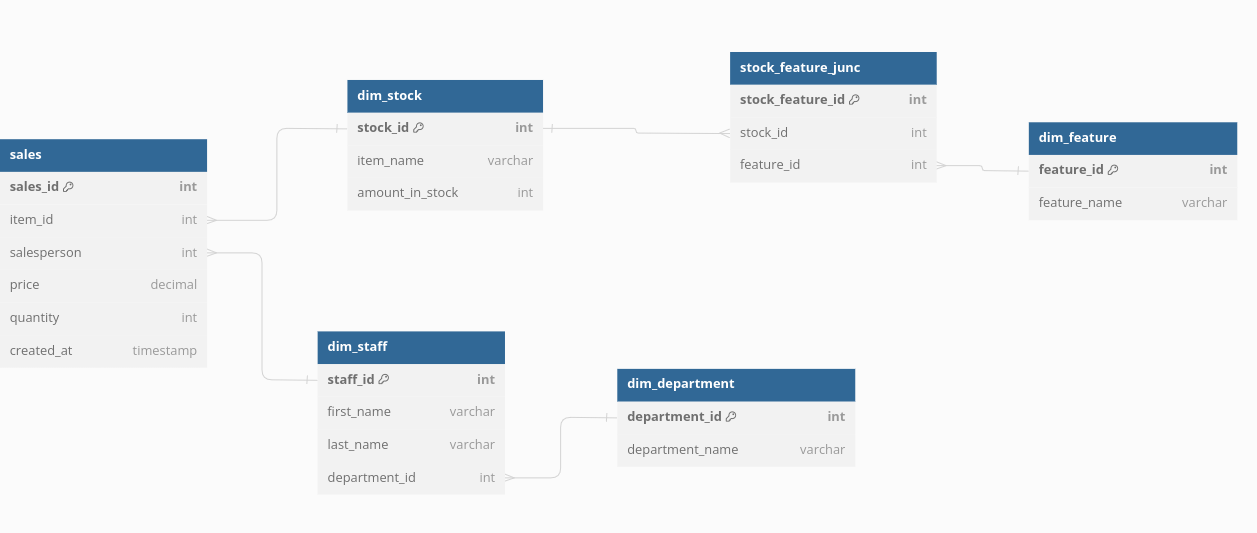 sales
sales_id int
item_id int
salesperson int
price decimal
quantity int
created_at timestamp
dim_stock
stock_id int
item_name varchar
amount_in_stock int
stock_feature_junc
stock_feature_id int
stock_id int
feature_id int
dim_feature
feature_id int
feature_name varchar
dim_staff
staff_id int
first_name varchar
last_name varchar
department_id int
dim_department
department_id int
department_name varchar